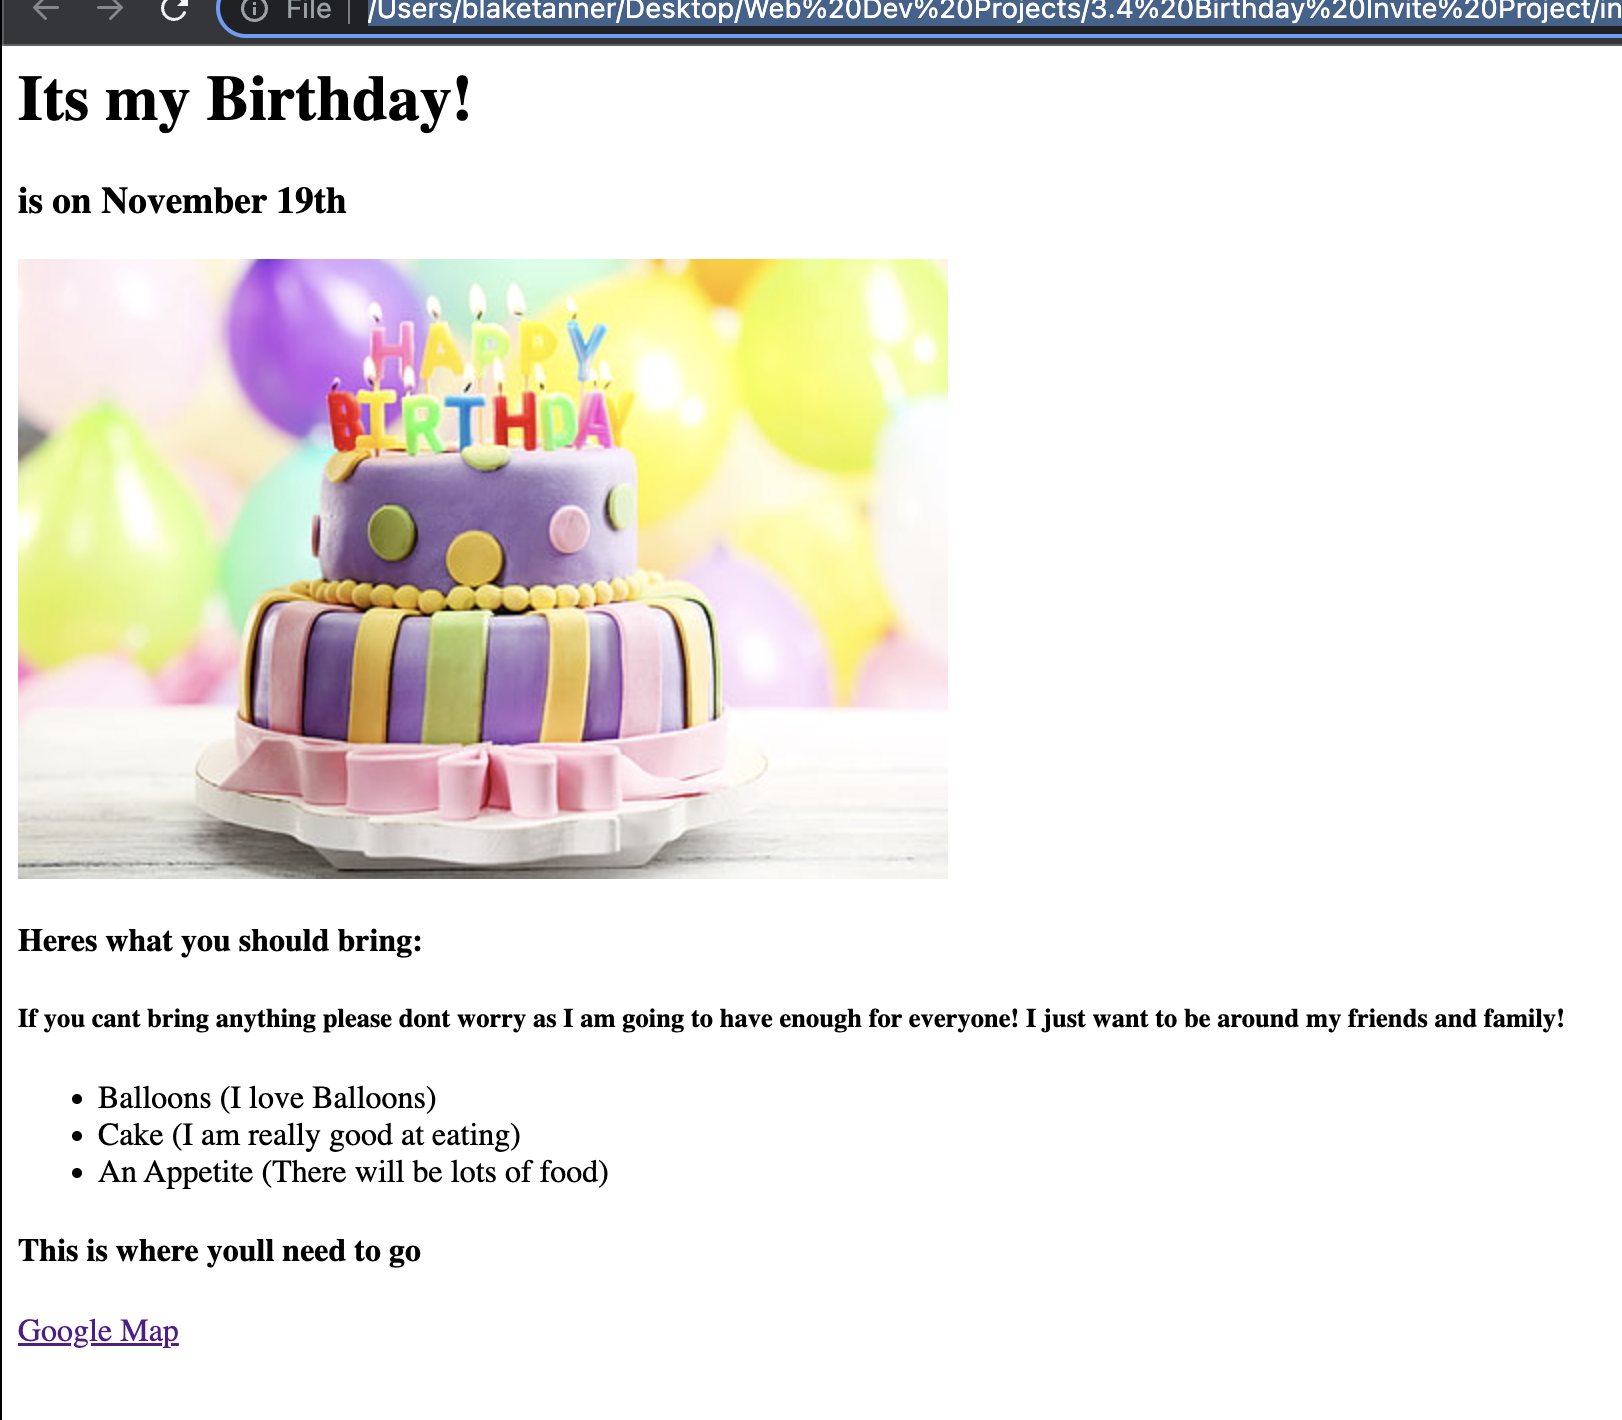 File /Users/blaketanner/Desktop/Web%20Dev%20Projects/3.4%20Birthday%20Invite%20Project/in
Its my Birthday!
is on November 19th
HAPPY
BIRTHDAY
Heres what you should bring:
If you cant bring anything please dont worry as I am going to have enough for everyone! I just want to be around my friends and family!
• Balloons (I love Balloons)
• Cake (I am really good at eating)
• An Appetite (There will be lots of food)
This is where youll need to go
Google Map